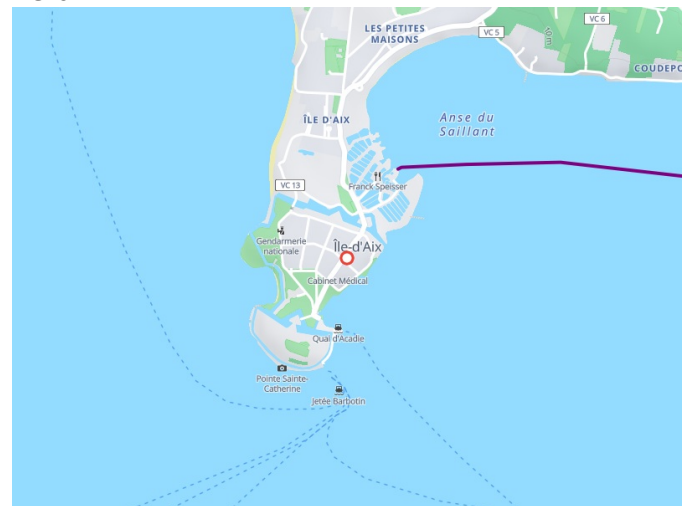 LES PETITES
MAISONS
VC 5
VC 6
COUDEPO
ÎLE D'AIX
Anse du
Saillant
VC 13
Franck Speisser
Gendarmerie
nationale
Île-d'Aix
Cabinet Médical
Quai d'Acadie
Pointe Sainte-
Catherine
Jetée Barbotin